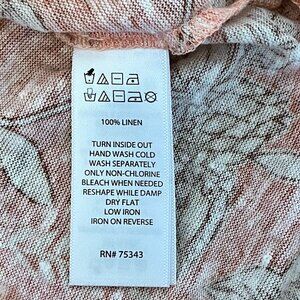 100% LINEN
TURN INSIDE OUT
HAND WASH COLD
WASH SEPARATELY
ONLY NON-CHLORINE
BLEACH WHEN NEEDED
RESHAPE WHILE DAMP
DRY FLAT
LOW IRON
IRON ON REVERSE
RN# 75343